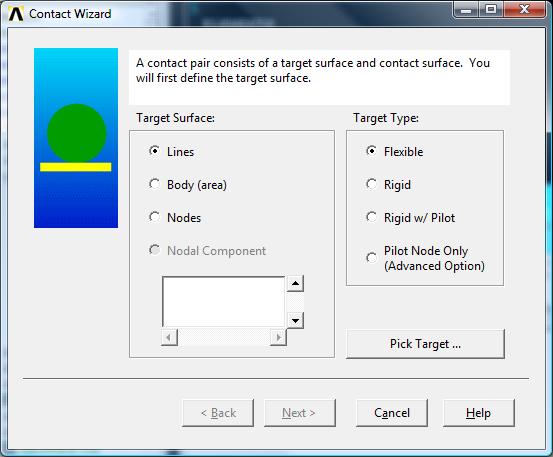 Contact Wizard
A contact pair consists of a target surface and contact surface. You
will first define the target surface.
Target Surface:
Lines
Body (area)
Nodes
Nodal Component
Target Type:
Flexible
Rigid
Rigid w/ Pilot
Pilot Node Only
(Advanced Option)
Pick Target ...
< Back
Next >
Cancel
Help